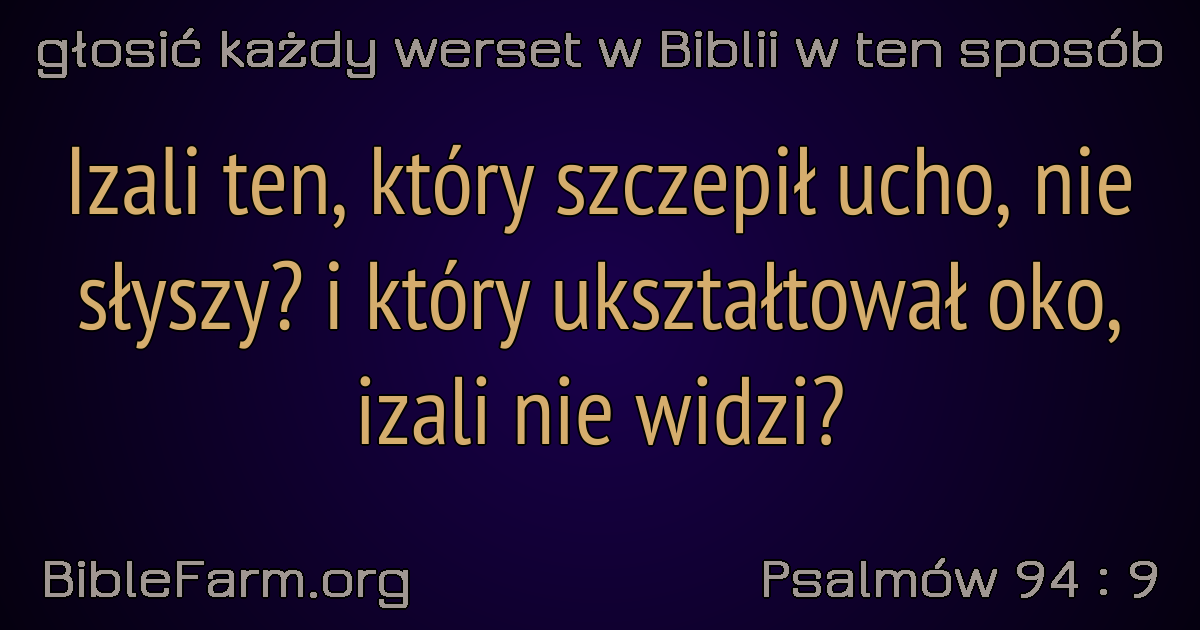 głosić każdy werset w Biblii w ten sposób
Izali ten, który szczepił ucho, nie
słyszy? i który ukształtował oko,
izali nie widzi?
BibleFarm.org
Psalmów 94 : 9